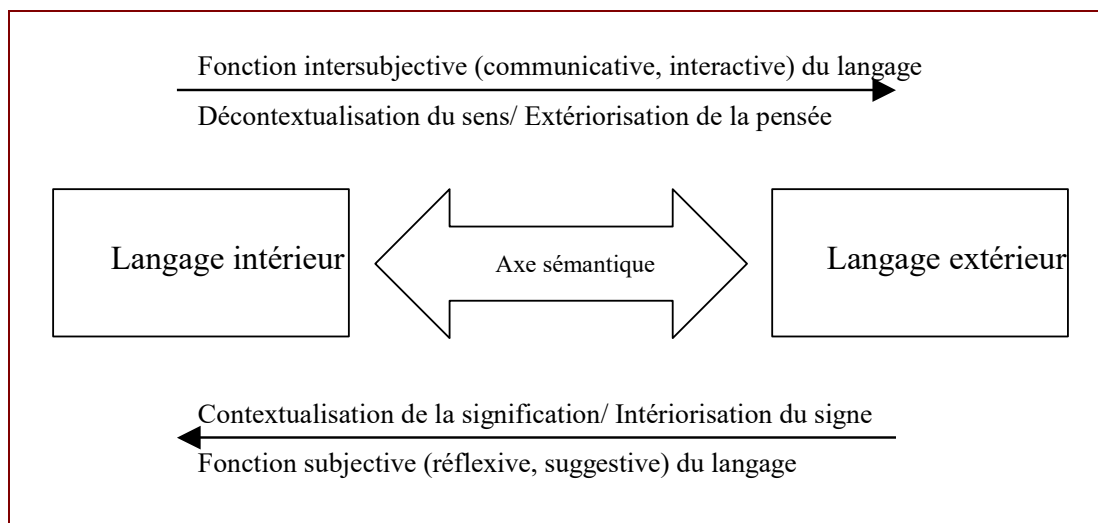 Fonction intersubjective (communicative, interactive) du langage
Décontextualisation du sens/ Extériorisation de la pensée
Langage intérieur
Axe sémantique
Langage extérieur
Contextualisation de la signification/ Intériorisation du signe
Fonction subjective (réflexive, suggestive) du langage